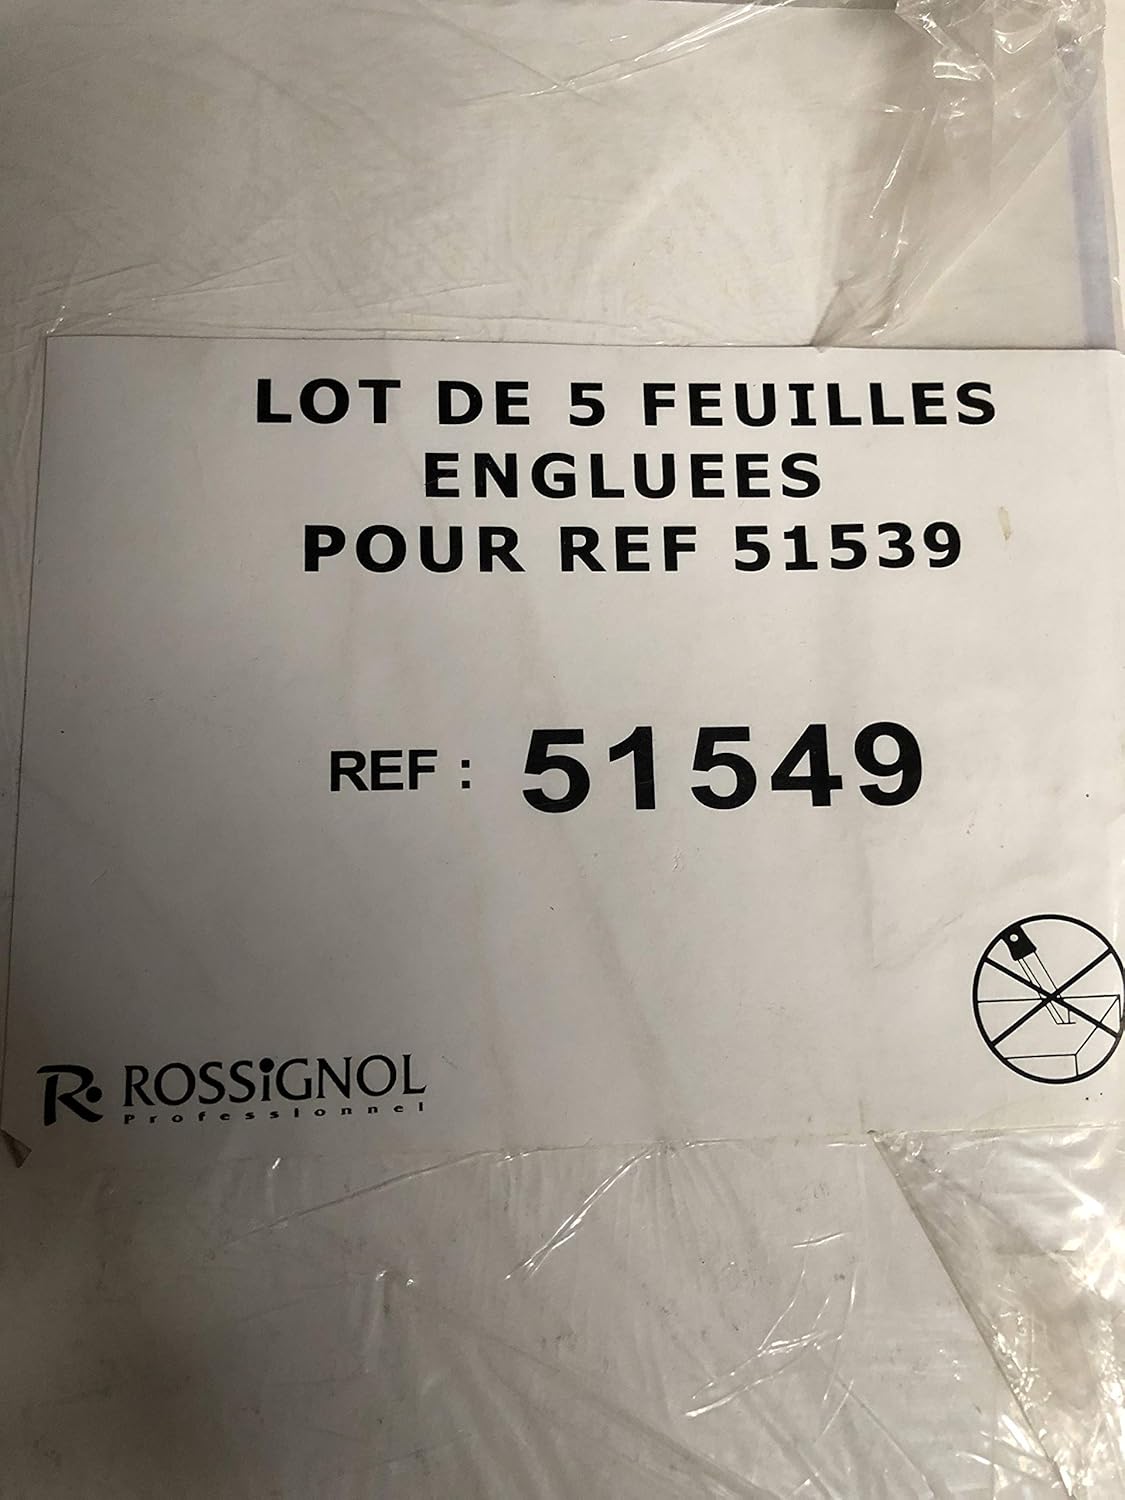 LOT DE 5 FEUILLES
ENGLUEES
POUR REF 51539
REF : 51549
R ROSSiGNOL
Professionnel